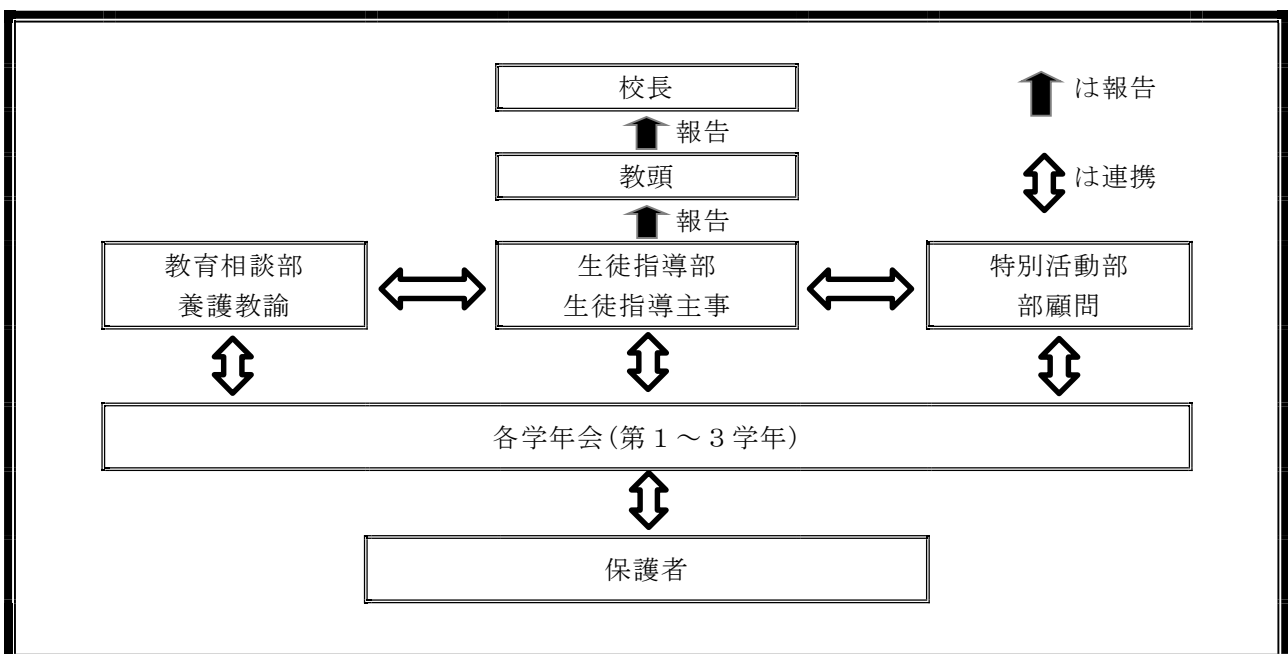 校長
は報告
報告
教頭
は連携
報告
教育相談部
養護教諭
生徒指導部
生徒指導主事
特別活動部
部顧問
各学年会(第１～３学年)
保護者